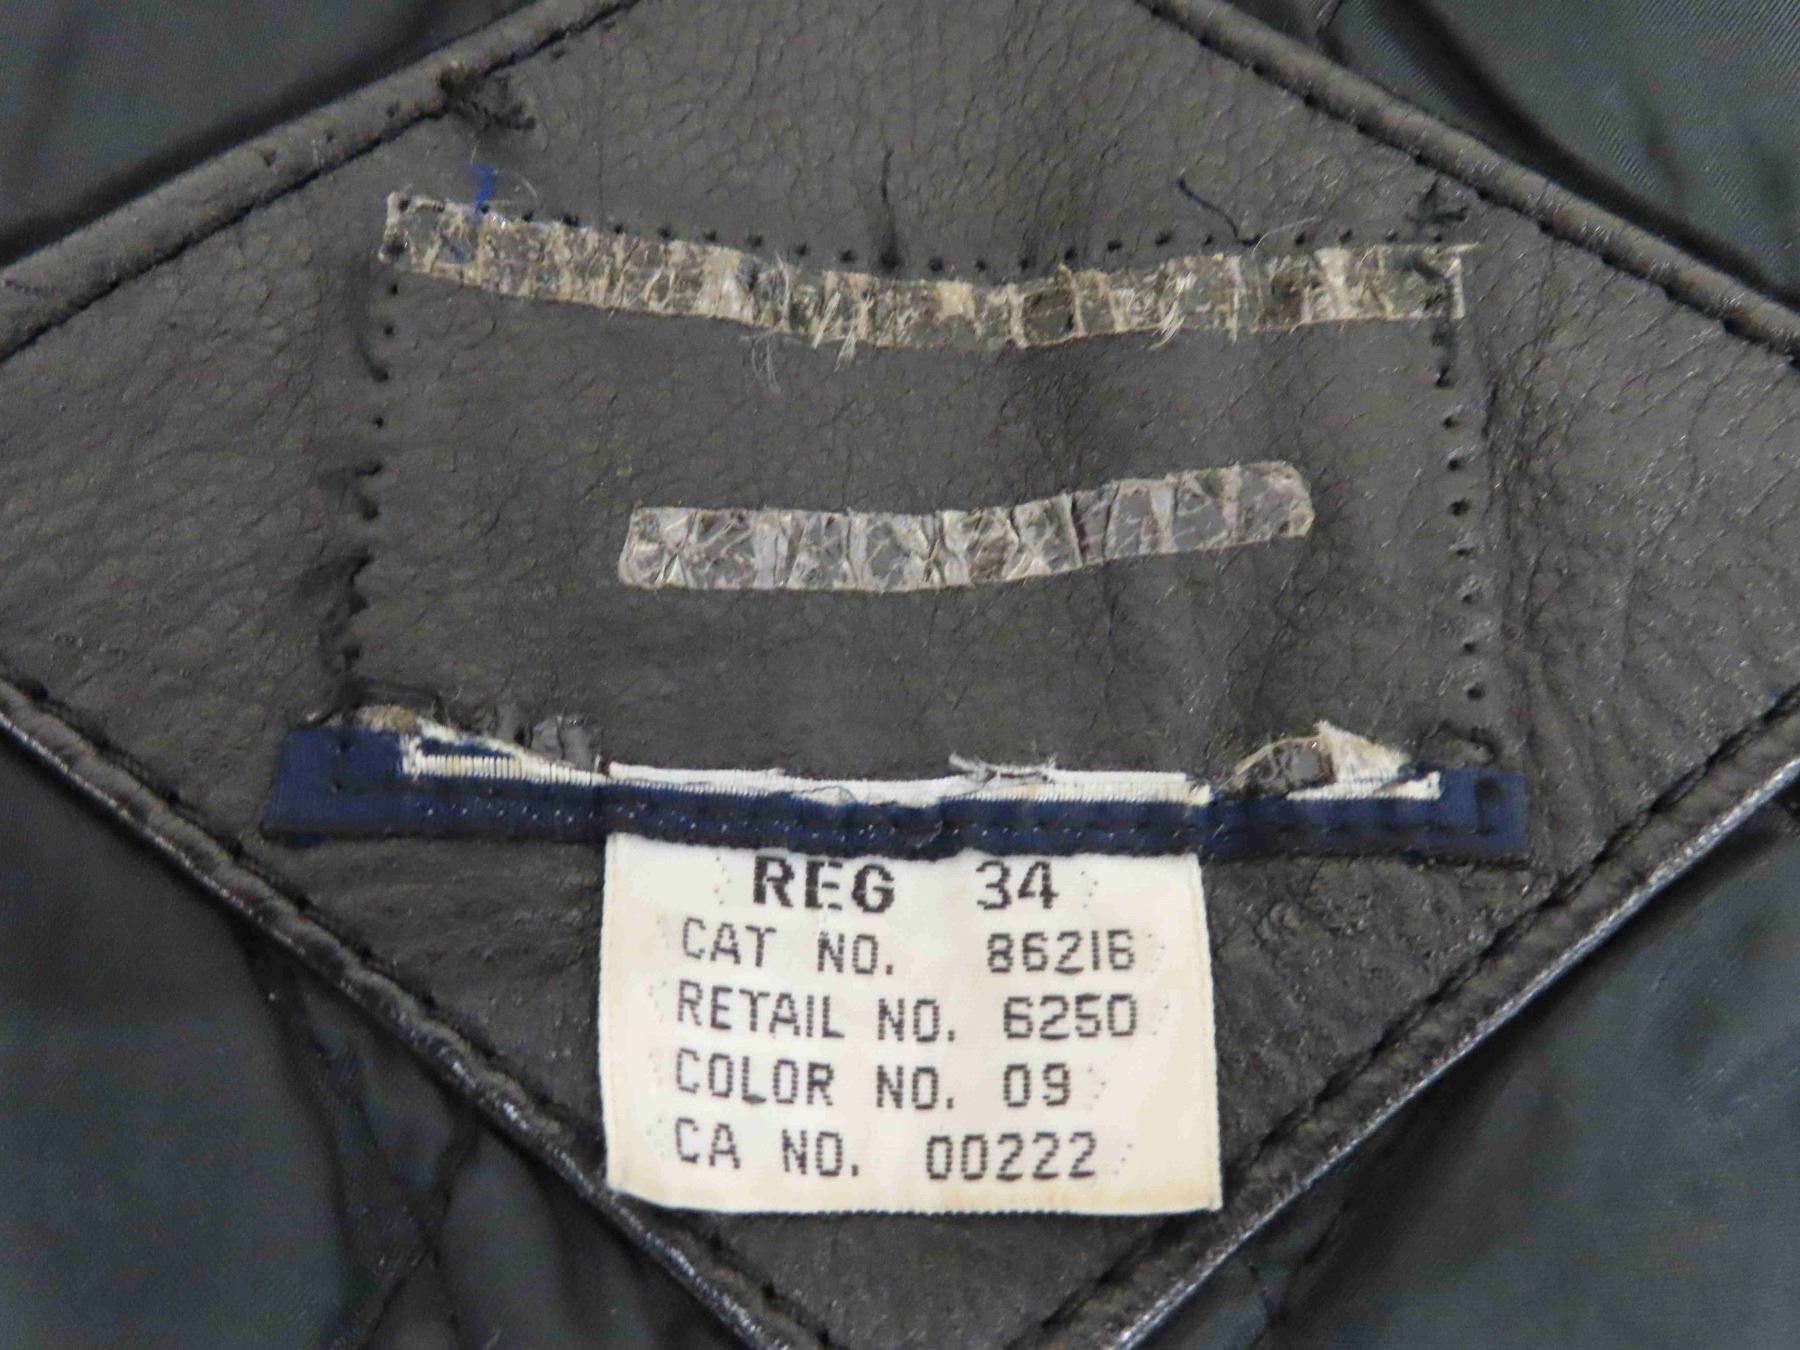 REG 34
CAT NO. 86216
RETAIL NO. 6250
COLOR NO. 09
CA NO. 00222